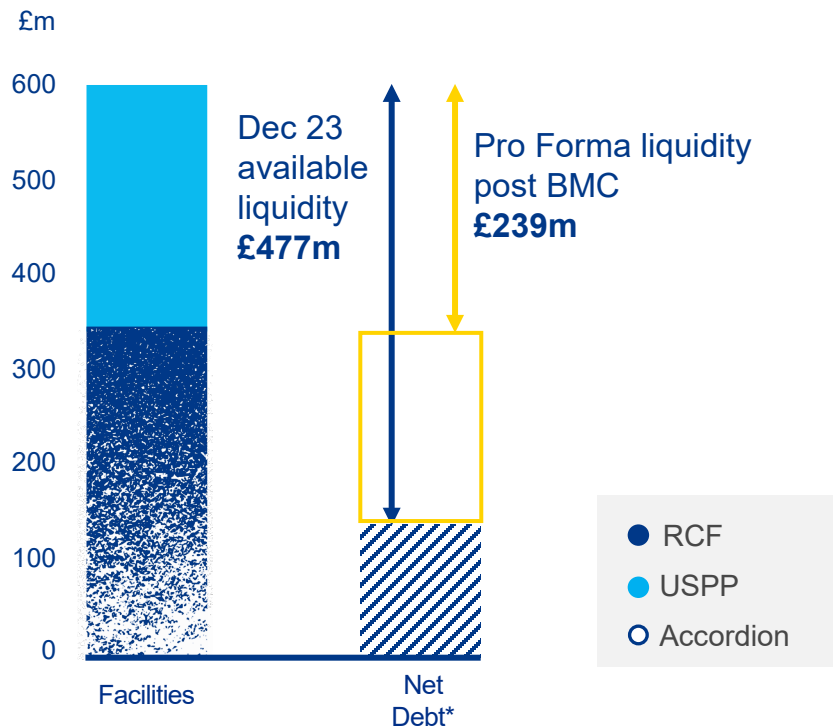 £m
600
500
400
300
200
100
0
Dec 23
available
liquidity
£477m
Pro Forma liquidity
post BMC
£239m
RCF
USPP
Accordion
Facilities
Net
Debt*